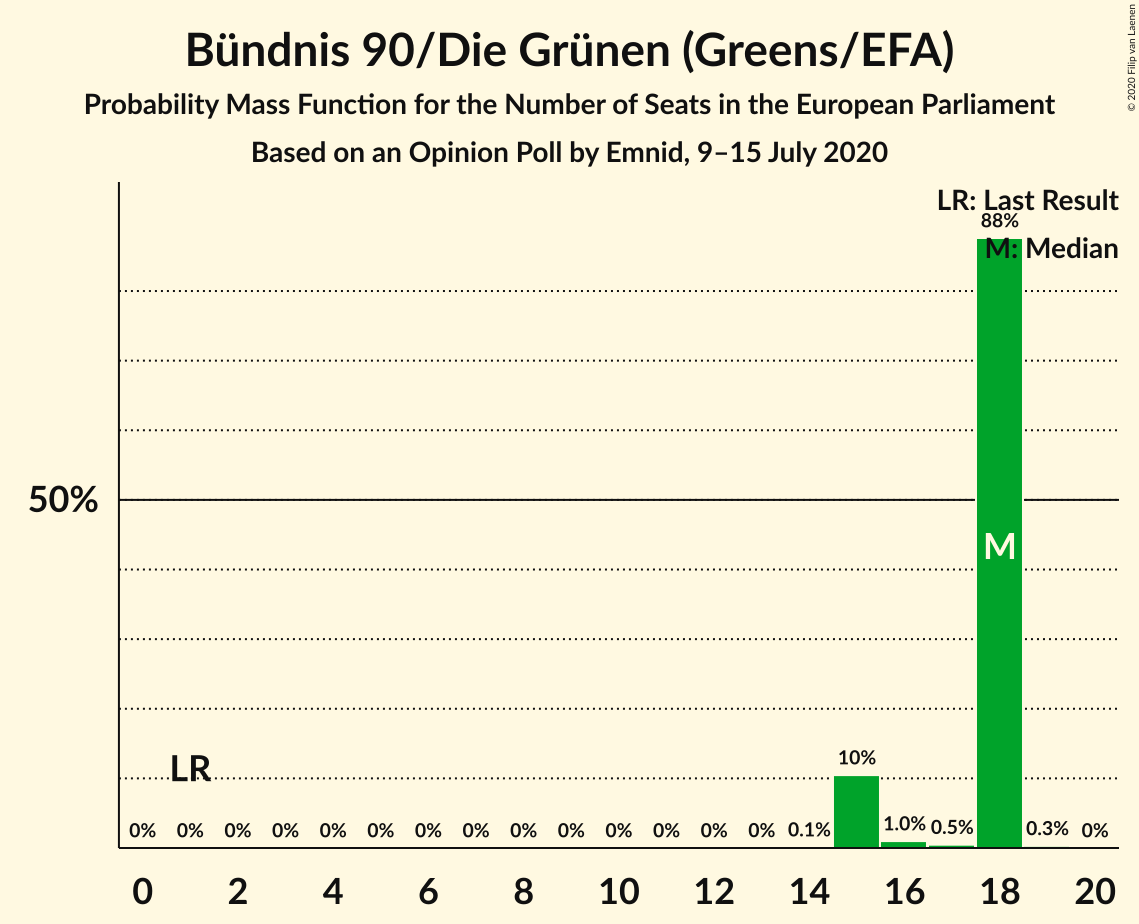 Bündnis 90/Die Grünen (Greens/EFA)
Probability Mass Function for the Number of Seats in the European Parliament
Based on an Opinion Poll by Emnid, 9–15 July 2020
© 2020 Filip van Laenen
LR: Last Result
88%
M: Median
50%
M
LR
10%
0% 0% 0% 0% 0% 0% 0% 0% 0% 0% 0% 0% 0% 0% 0.1% 1.0% 0.5% 0.3% 0%
0 2 4 6 8 10 12 14 16 18 20